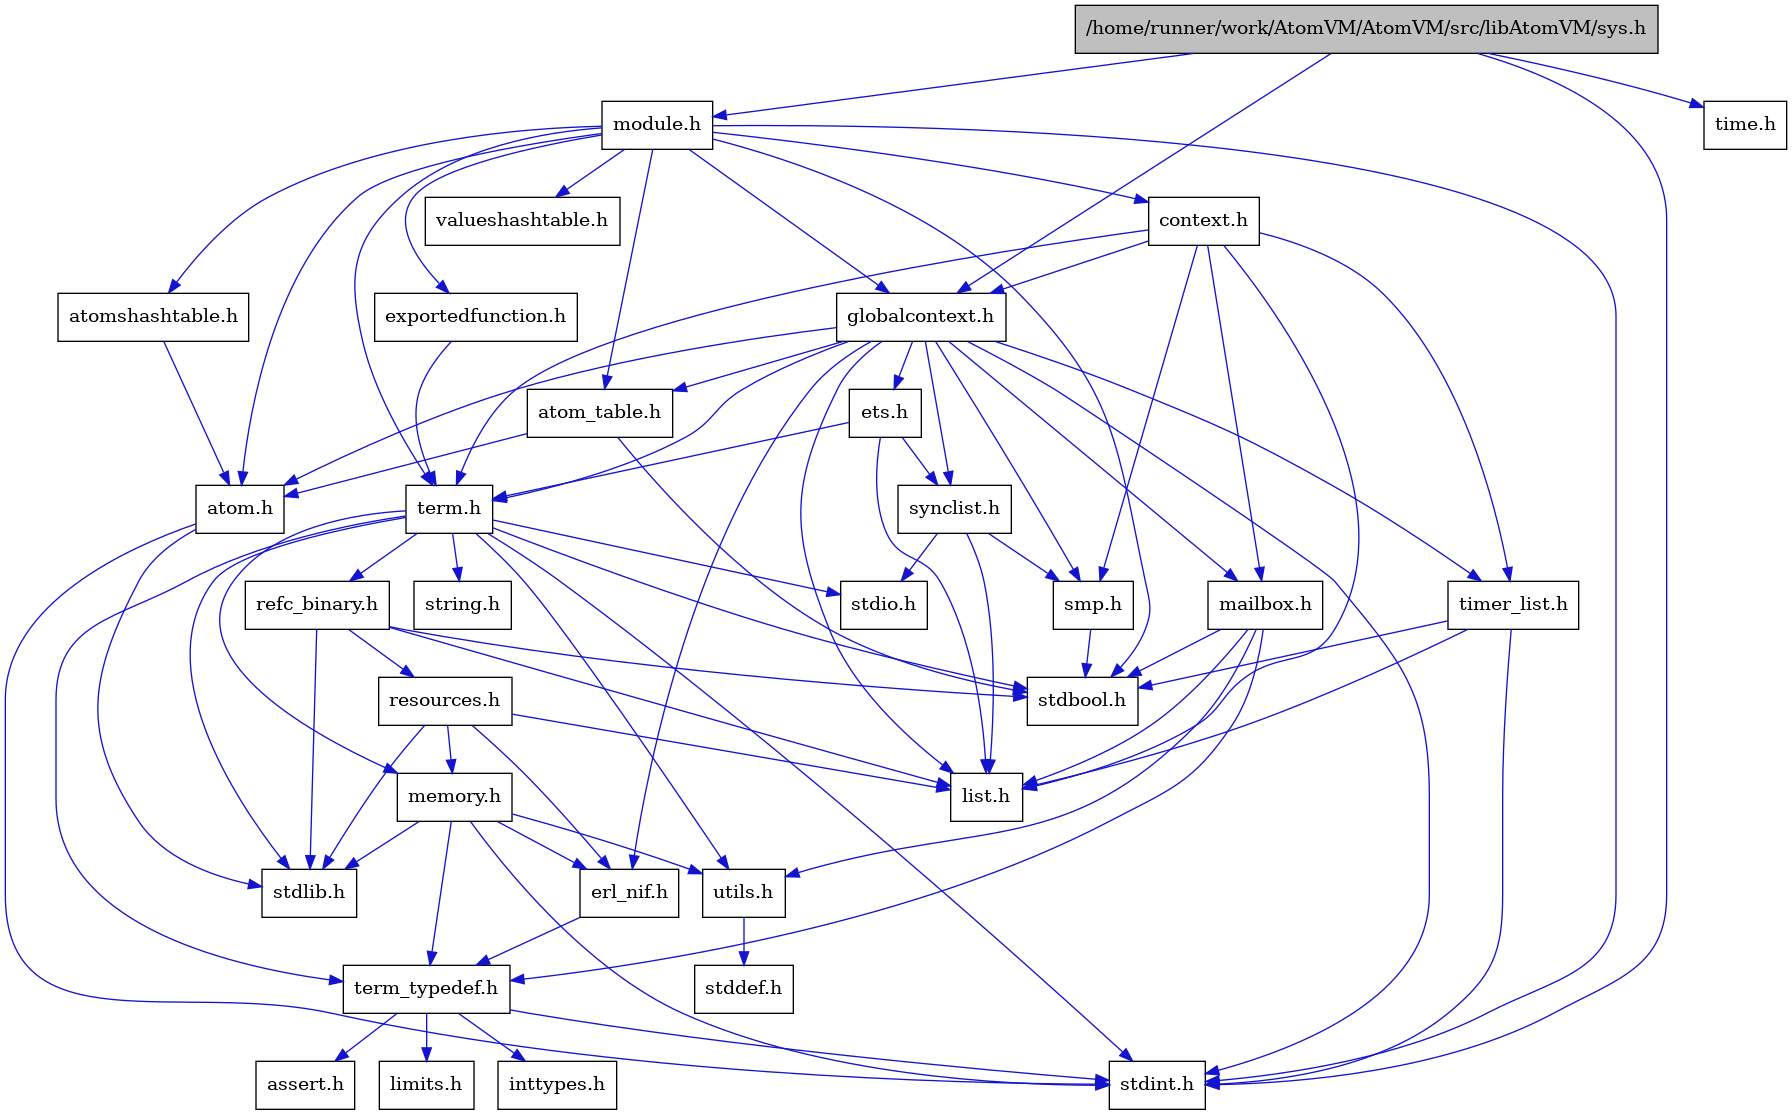 /home/runner/work/AtomVM/AtomVM/src/libAtomVM/sys.h
module.h
time.h
valueshashtable.h
context.h
atomshashtable.h
exportedfunction.h
globalcontext.h
atom_table.h
ets.h
atom.h
term.h
synclist.h
refc_binary.h
string.h
stdio.h
smp.h
mailbox.h
timer_list.h
resources.h
stdbool.h
memory.h
list.h
stdlib.h
erl_nif.h
utils.h
term_typedef.h
stddef.h
assert.h
limits.h
inttypes.h
stdint.h